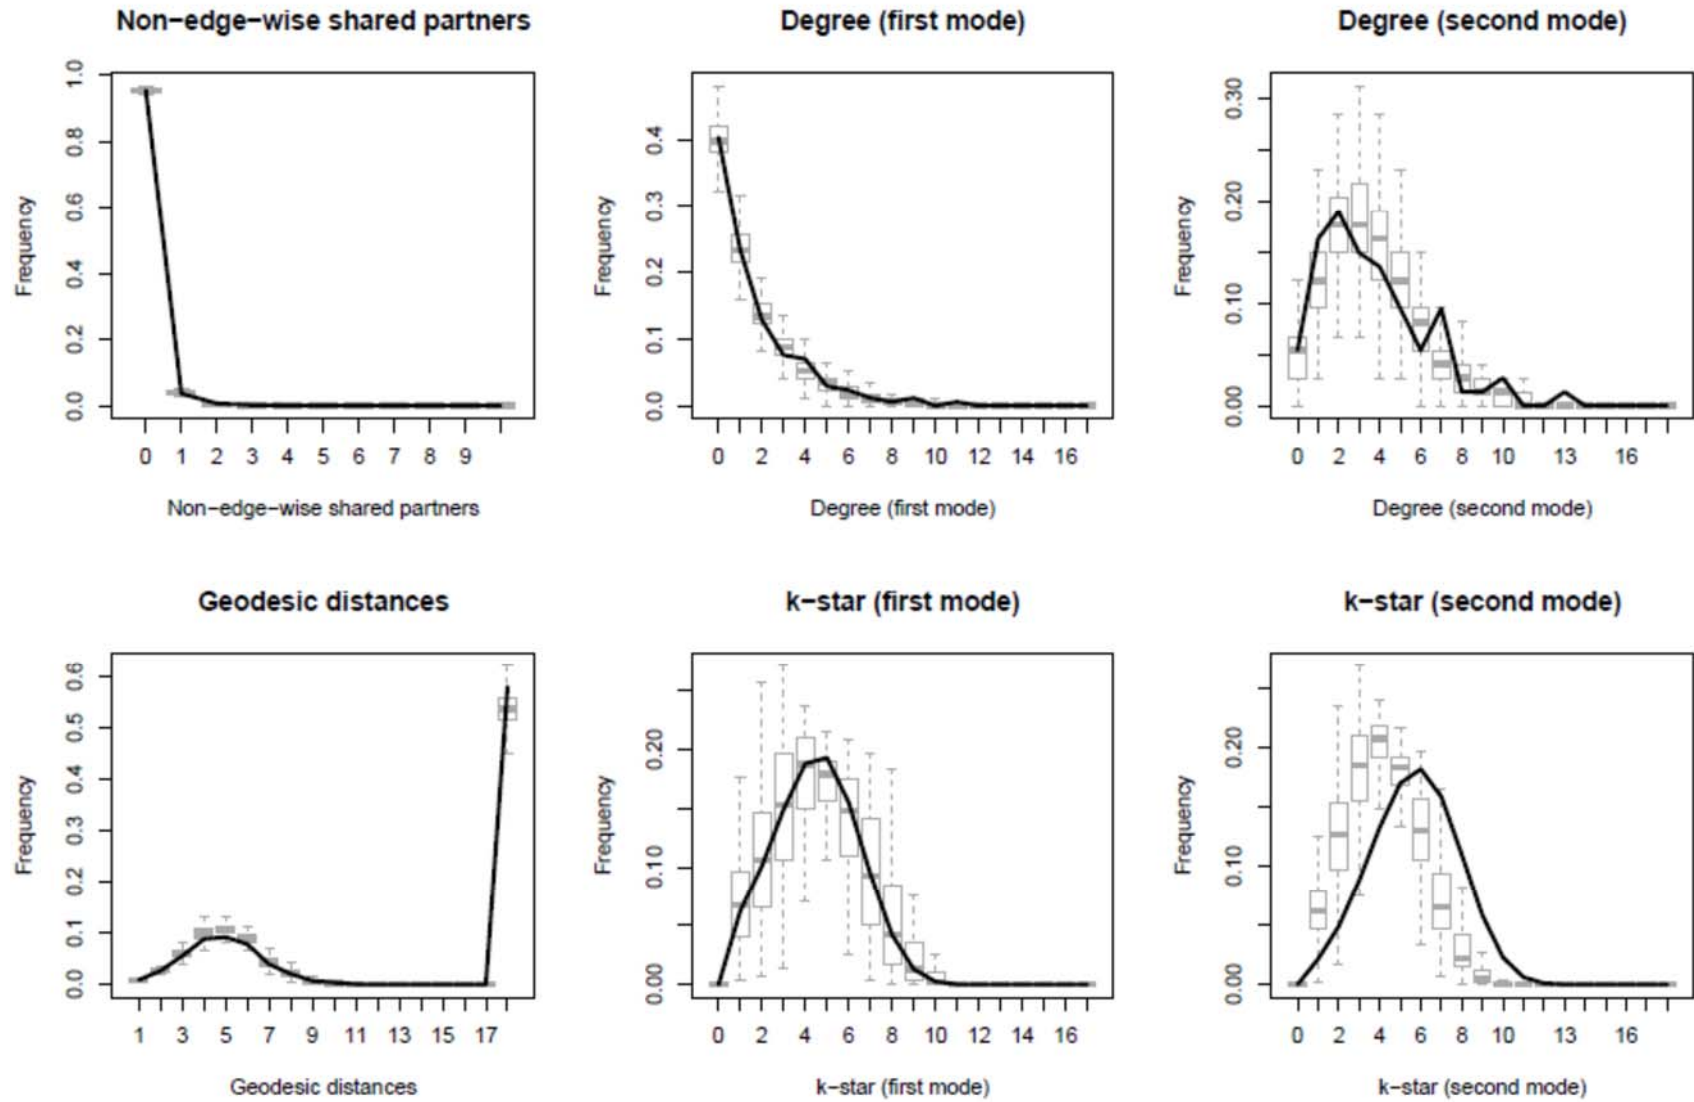 Non-edge-wise shared partners
Frequency
0.0 0.2 0.4 0.6 0.8 1.0
0 1 2 3 4 5 6 7 8 9
Non-edge-wise shared partners
Degree (first mode)
Frequency
0.0 0.1 0.2 0.3 0.4
0 2 4 6 8 10 12 14 16
Degree (first mode)
Degree (second mode)
Frequency
0.00 0.10 0.20 0.30
0 2 4 6 8 10 13 16
Degree (second mode)
Geodesic distances
Frequency
0.0 0.1 0.2 0.3 0.4 0.5 0.6
1 3 5 7 9 11 13 15 17
Geodesic distances
k-star (first mode)
Frequency
0.00 0.10 0.20
0 2 4 6 8 10 12 14 16
k-star (first mode)
k-star (second mode)
Frequency
0.00 0.10 0.20
0 2 4 6 8 10 13 16
k-star (second mode)